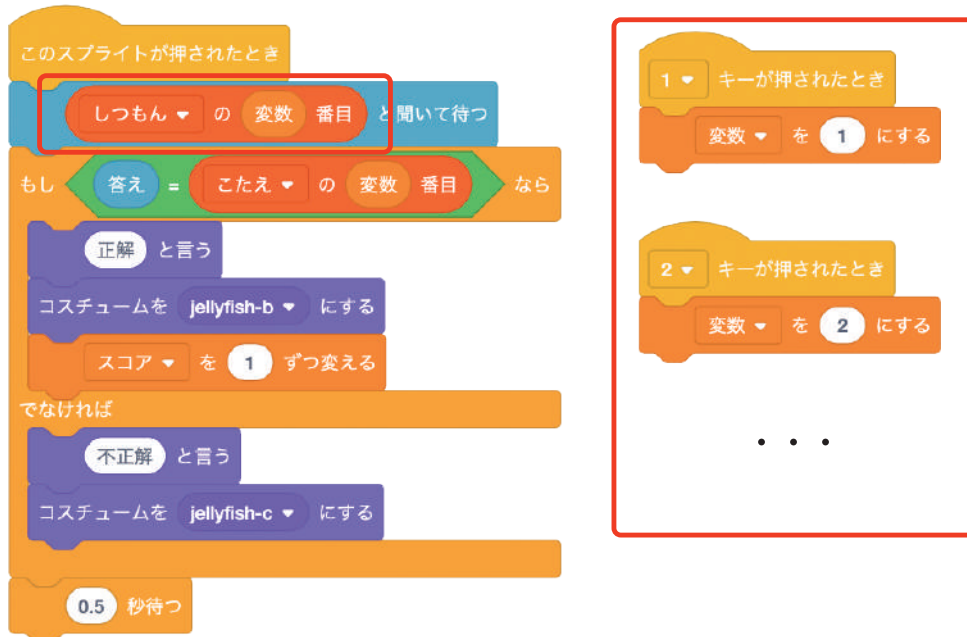 このスプライトが押されたとき
しつもん の 変数 番目 と聞いて待つ
もし 答え = こたえ の 変数 番目 なら
正解 と言う
コスチュームを jellyfish-b にする
スコア を 1 ずつ変える
でなければ
不正解 と言う
コスチュームを jellyfish-c にする
0.5 秒待つ
1 キーが押されたとき
変数 を 1 にする
2 キーが押されたとき
変数 を 2 にする
・・・